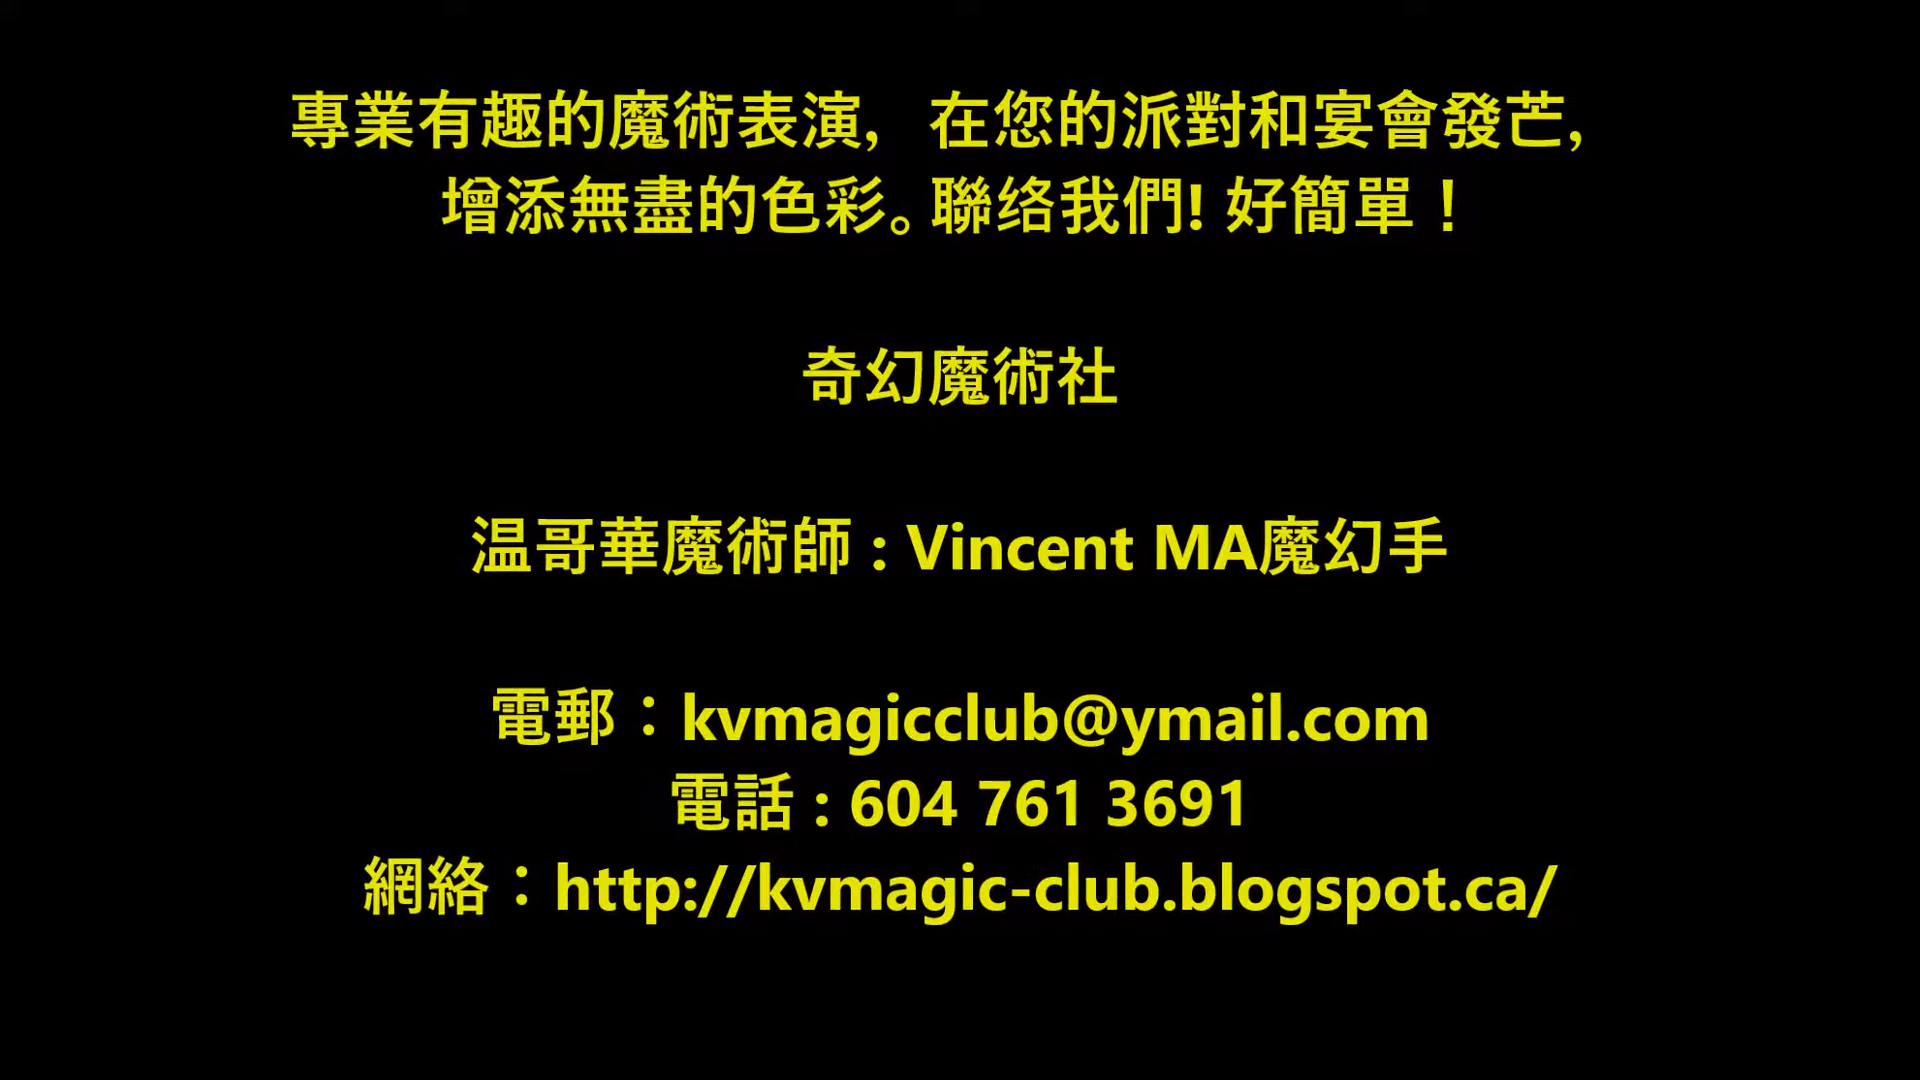 專業有趣的魔術表演, 在您的派對和宴會發芒,
增添無盡的色彩。聯络我們! 好簡單！
奇幻魔術社
温哥華魔術師 : Vincent MA魔幻手
電郵：kvmagicclub@ymail.com
電話 : 604 761 3691
網絡：http://kvmagic-club.blogspot.ca/